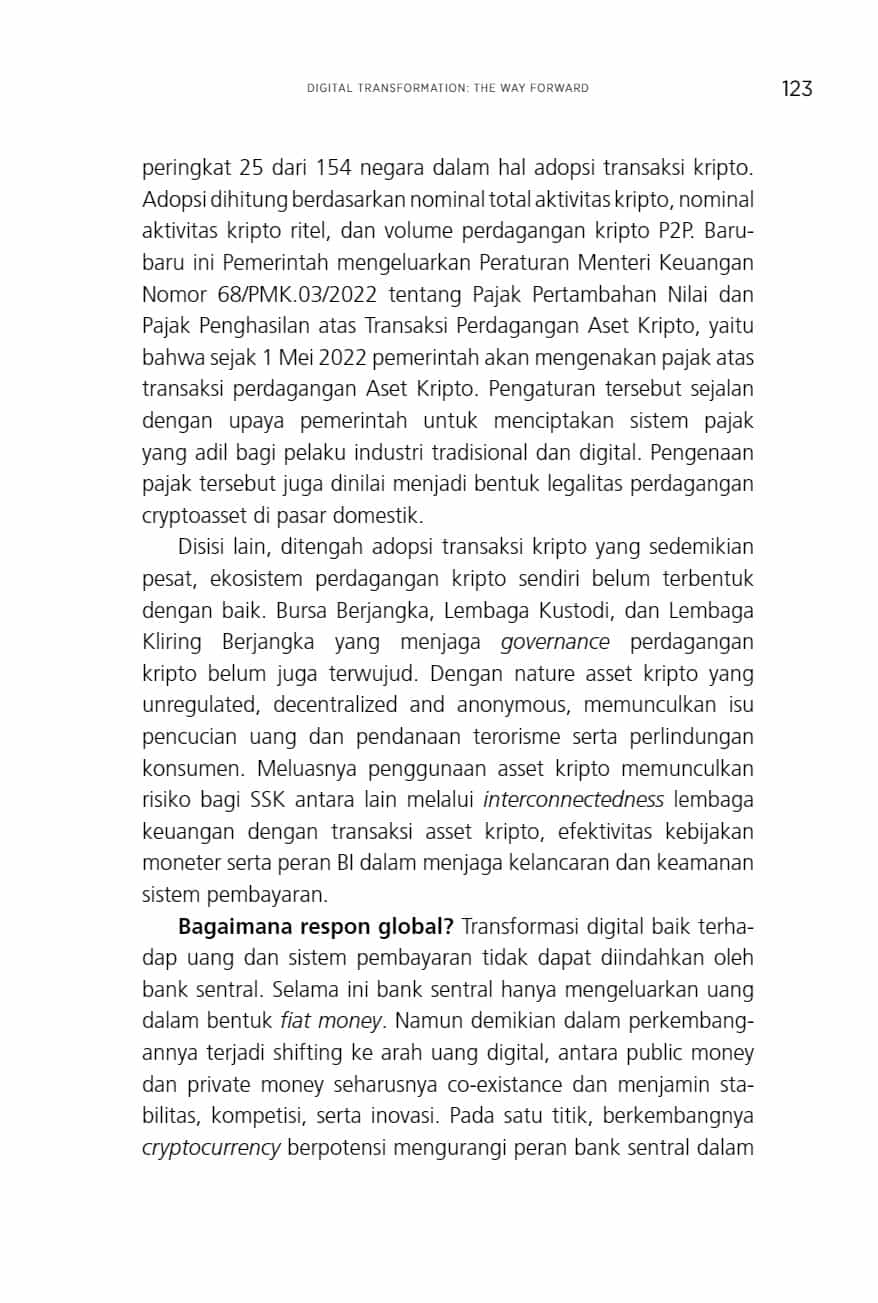 DIGITAL TRANSFORMATION: THE WAY FORWARD
123
peringkat 25 dari 154 negara dalam hal adopsi transaksi kripto.
Adopsi dihitung berdasarkan nominal total aktivitas kripto, nominal
aktivitas kripto ritel, dan volume perdagangan kripto P2P. Baru-
baru ini Pemerintah mengeluarkan Peraturan Menteri Keuangan
Nomor 68/PMK.03/2022 tentang Pajak Pertambahan Nilai dan
Pajak Penghasilan atas Transaksi Perdagangan Aset Kripto, yaitu
bahwa sejak 1 Mei 2022 pemerintah akan mengenakan pajak atas
transaksi perdagangan Aset Kripto. Pengaturan tersebut sejalan
dengan upaya pemerintah untuk menciptakan sistem pajak
yang adil bagi pelaku industri tradisional dan digital. Pengenaan
pajak tersebut juga dinilai menjadi bentuk legalitas perdagangan
cryptoasset di pasar domestik.
Disisi lain, ditengah adopsi transaksi kripto yang sedemikian
pesat, ekosistem perdagangan kripto sendiri belum terbentuk
dengan baik. Bursa Berjangka, Lembaga Kustodi, dan Lembaga
Kliring Berjangka yang menjaga governance perdagangan
kripto belum juga terwujud. Dengan nature asset kripto yang
unregulated, decentralized and anonymous, memunculkan isu
pencucian uang dan pendanaan terorisme serta perlindungan
konsumen. Meluasnya penggunaan asset kripto memunculkan
risiko bagi SSK antara lain melalui interconnectedness lembaga
keuangan dengan transaksi asset kripto, efektivitas kebijakan
moneter serta peran BI dalam menjaga kelancaran dan keamanan
sistem pembayaran.
Bagaimana respon global? Transformasi digital baik terha-
dap uang dan sistem pembayaran tidak dapat diindahkan oleh
bank sentral. Selama ini bank sentral hanya mengeluarkan uang
dalam bentuk fiat money. Namun demikian dalam perkembang-
annya terjadi shifting ke arah uang digital, antara public money
dan private money seharusnya co-existance dan menjamin sta-
bilitas, kompetisi, serta inovasi. Pada satu titik, berkembangnya
cryptocurrency berpotensi mengurangi peran bank sentral dalam